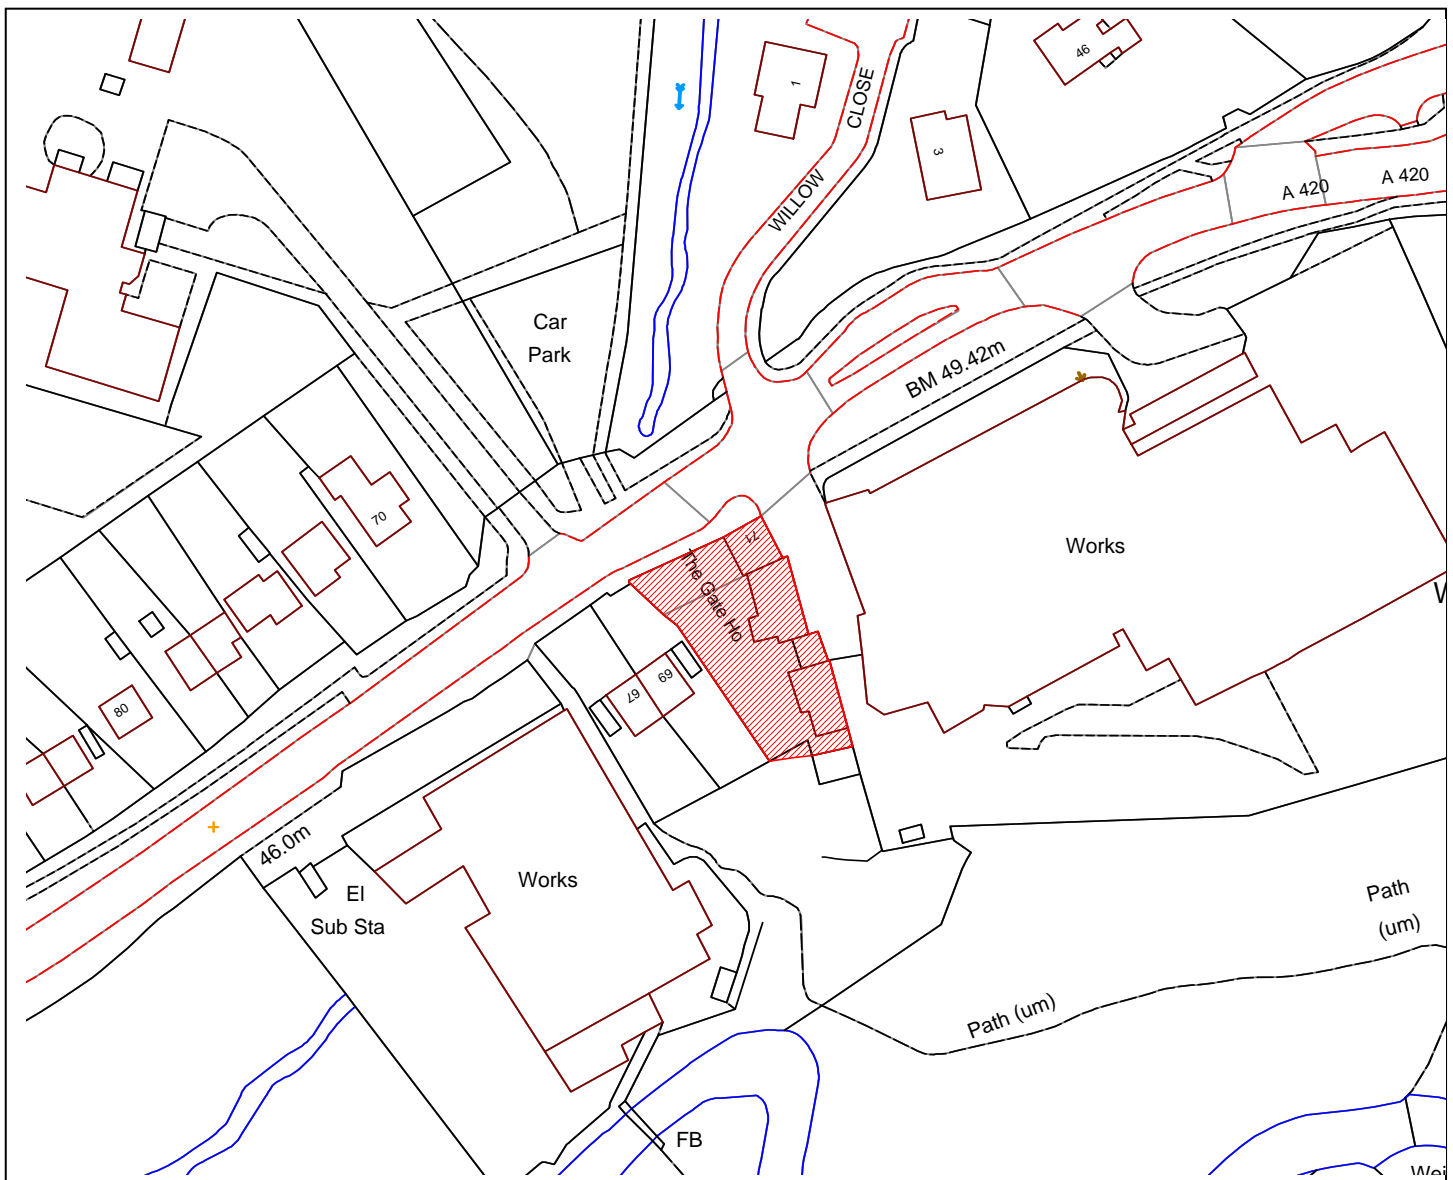 46
1
CLOSE
3
WILLOW
A 420
A 420
Car
Park
BM 49.42m
70
71
The Gate Ho
Works
W
69
67
80
46.0m
El
Sub Sta
Works
Path
(um)
Path (um)
FB
Wei